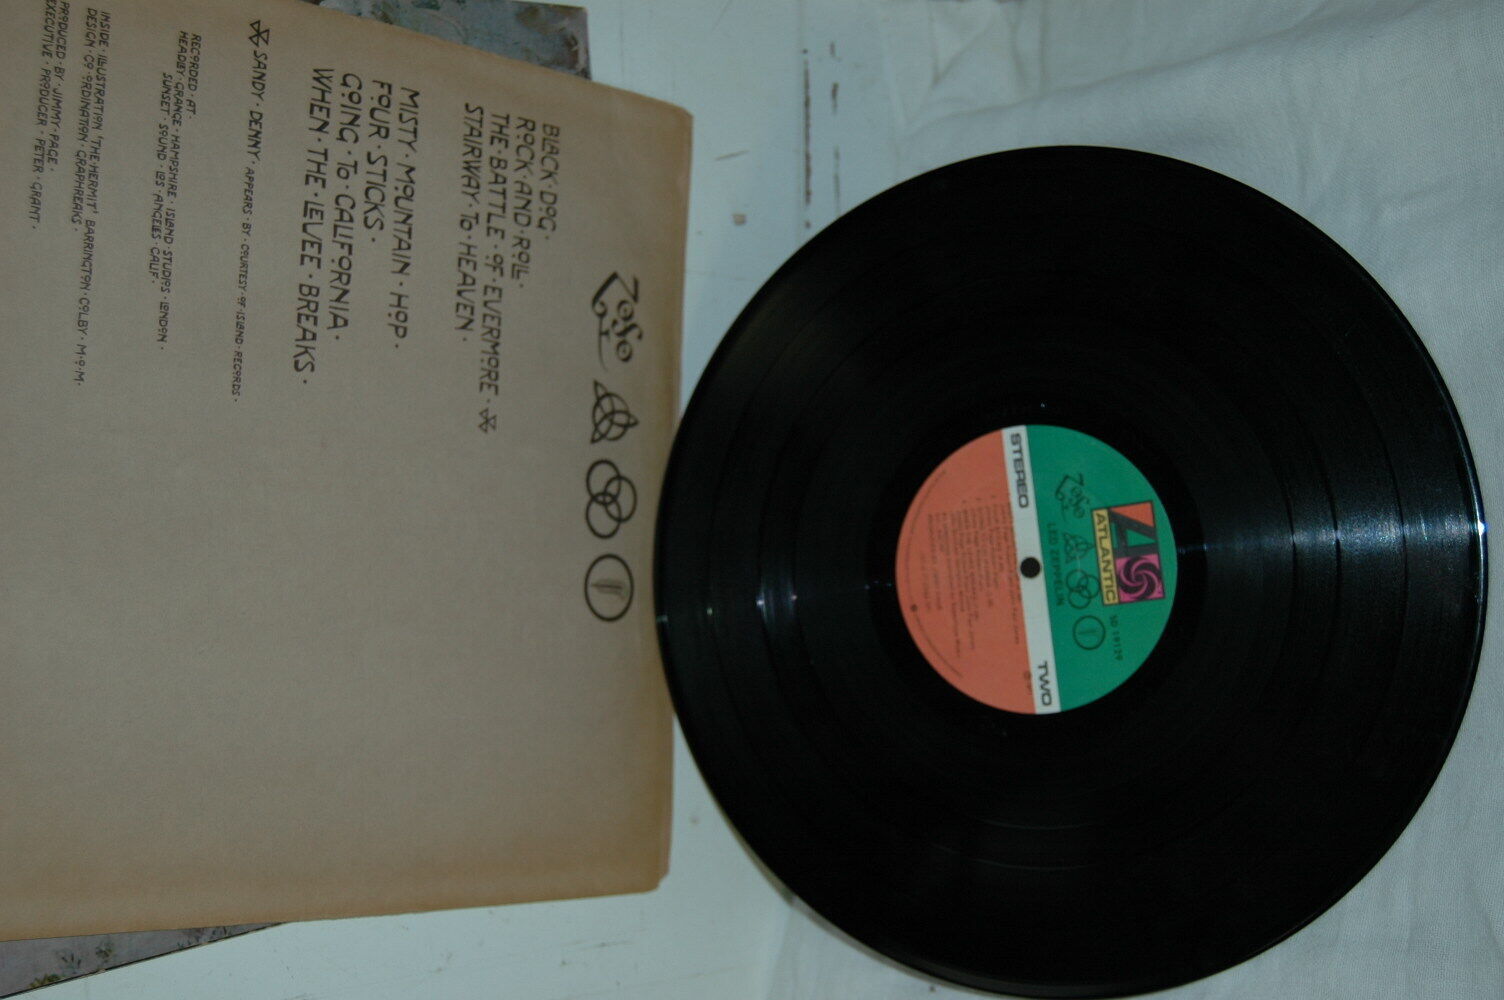 BLACK·DOG·
ROCK·AND·ROLL·
THE·BATTLE·OF·EVERMORE·
STAIRWAY·TO·HEAVEN·
MISTY·MOUNTAIN·HOP·
FOUR·STICKS·
GOING·TO·CALIFORNIA·
WHEN·THE·LEVEE·BREAKS·
SANDY·DENNY·APPEARS·BY·COURTESY·OF·ISLAND·RECORDS·
RECORDED·AT·
HEADLEY·GRANGE·HAMPSHIRE·ISLAND·STUDIOS·LONDON·
SUNSET·SOUND·LOS·ANGELES·CALIF·
INSIDE·ILLUSTRATION 'THE·HERMIT' BARRINGTON·COLBY·M·O·M·
DESIGN·CO·ORDINATION·GRAPHREAKS·
PRODUCED·BY·JIMMY·PAGE·
EXECUTIVE·PRODUCER·PETER·GRANT·
ATLANTIC
SD 19129
LED ZEPPELIN
STEREO
TWO